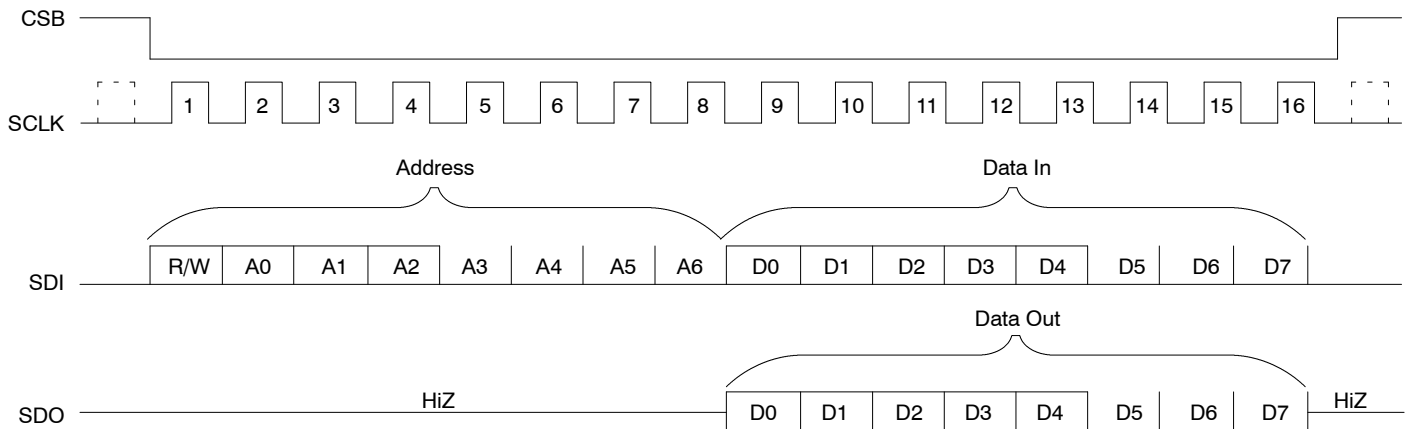 CSB
SCLK 1 2 3 4 5 6 7 8 9 10 11 12 13 14 15 16
Address Data In
SDI R/W A0 A1 A2 A3 A4 A5 A6 D0 D1 D2 D3 D4 D5 D6 D7
Data Out
SDO HiZ D0 D1 D2 D3 D4 D5 D6 D7 HiZ